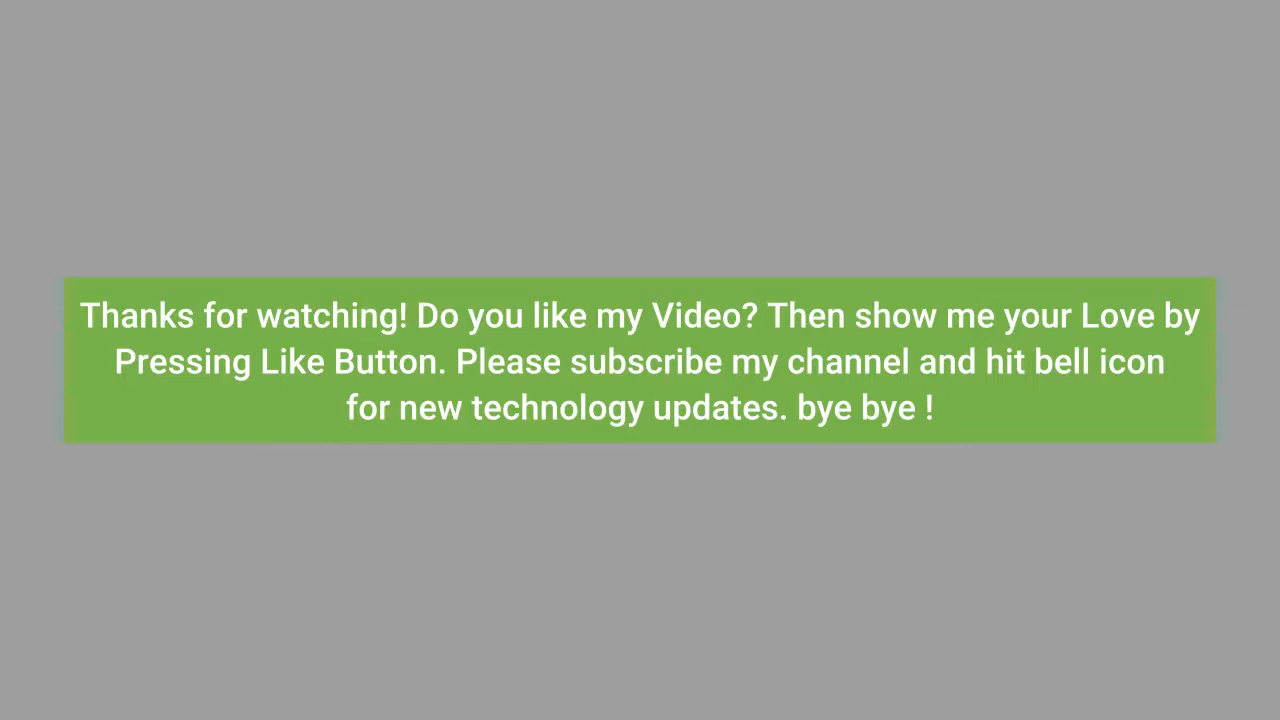 Thanks for watching! Do you like my Video? Then show me your Love by
Pressing Like Button. Please subscribe my channel and hit bell icon
for new technology updates. bye bye !